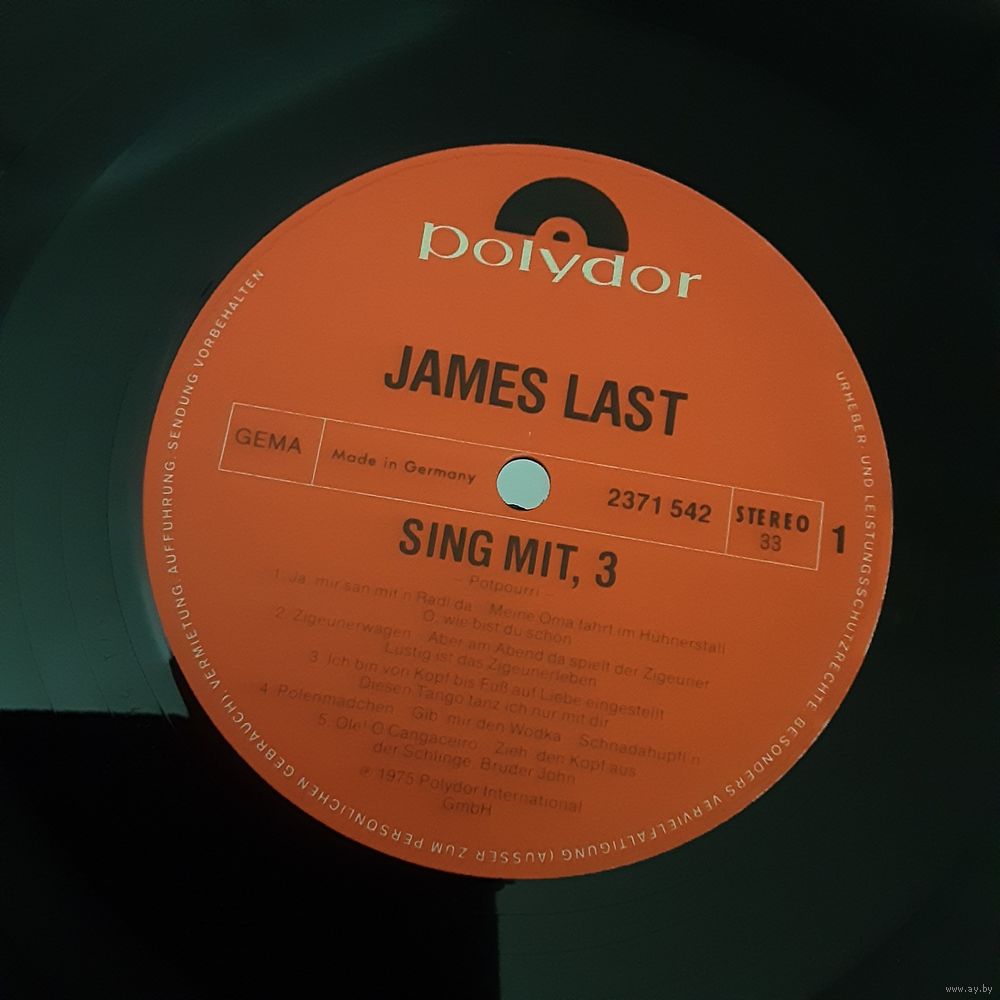 polydor
JAMES LAST
GEMA
Made in Germany
2371 542
STEREO
33
1
SING MIT, 3
– Potpourri –
1. Ja, mir san mit'n Radl da Meine Oma fährt im Hühnerstall
O, wie bist du schön
2. Zigeunerwagen Aber am Abend da spielt der Zigeuner
Lustig ist das Zigeunerleben
3. Ich bin von Kopf bis Fuß auf Liebe eingestellt
Diesen Tango tanz ich nur mit dir
4. Polenmädchen Gib' mir den Wodka Schnadahüpfl'n
5. Ole! O Cangaceiro Zieh' den Kopf aus
der Schlinge, Bruder John
℗ 1975 Polydor International
GmbH
URHEBER- UND LEISTUNGSSCHUTZRECHTE BESONDERS VERVIELFÄLTIGUNG (AUSSER ZUM PERSÖNLICHEN GEBRAUCH), VERMIETUNG, AUFFÜHRUNG, SENDUNG VORBEHALTEN
www.ay.by